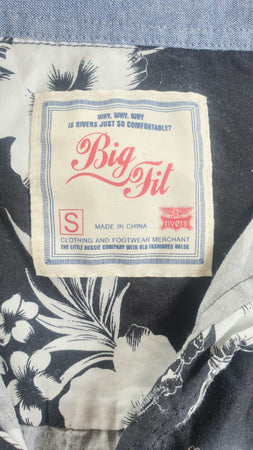 WHY, WHY, WHY
IS RIVERS JUST SO COMFORTABLE?
Big
Fit
S
MADE IN CHINA
rivers
CLOTHING AND FOOTWEAR MERCHANT
THE LITTLE AUSSIE COMPANY WITH OLD FASHIONED VALUE